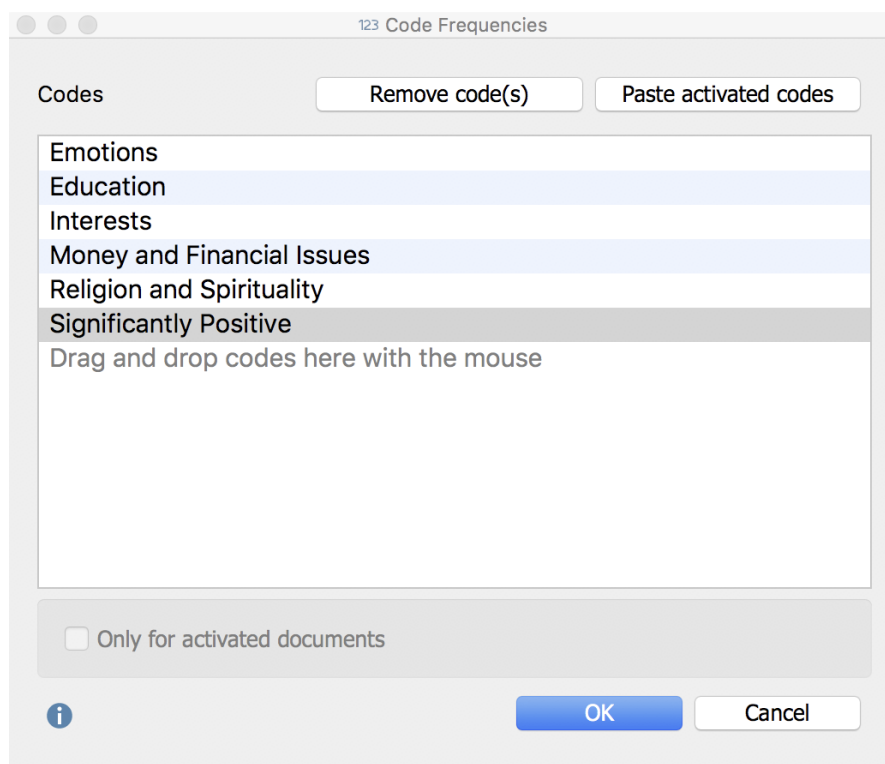 123 Code Frequencies
Codes
Remove code(s)
Paste activated codes
Emotions
Education
Interests
Money and Financial Issues
Religion and Spirituality
Significantly Positive
Drag and drop codes here with the mouse
Only for activated documents
i
OK
Cancel